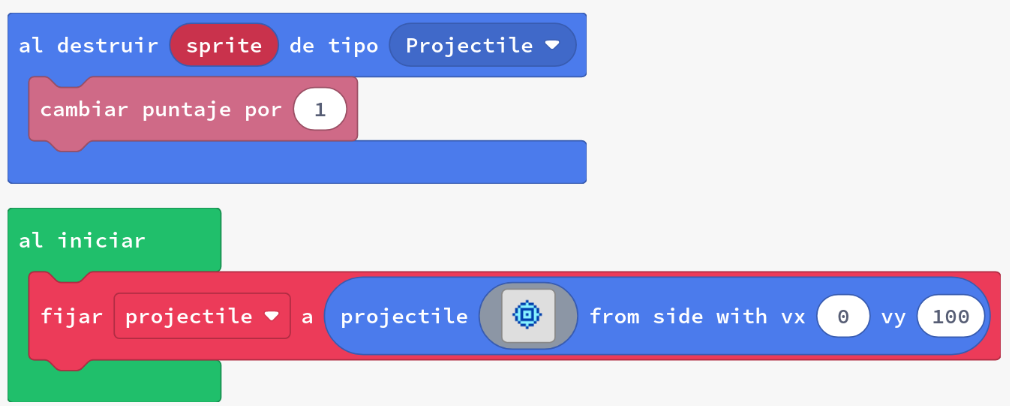 al destruir sprite de tipo Projectile
cambiar puntaje por 1
al iniciar
fijar projectile a projectile from side with vx 0 vy 100